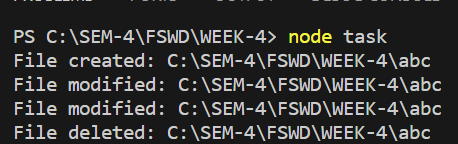 PS C:\SEM-4\FSWD\WEEK-4> node task
File created: C:\SEM-4\FSWD\WEEK-4\abc
File modified: C:\SEM-4\FSWD\WEEK-4\abc
File modified: C:\SEM-4\FSWD\WEEK-4\abc
File deleted: C:\SEM-4\FSWD\WEEK-4\abc